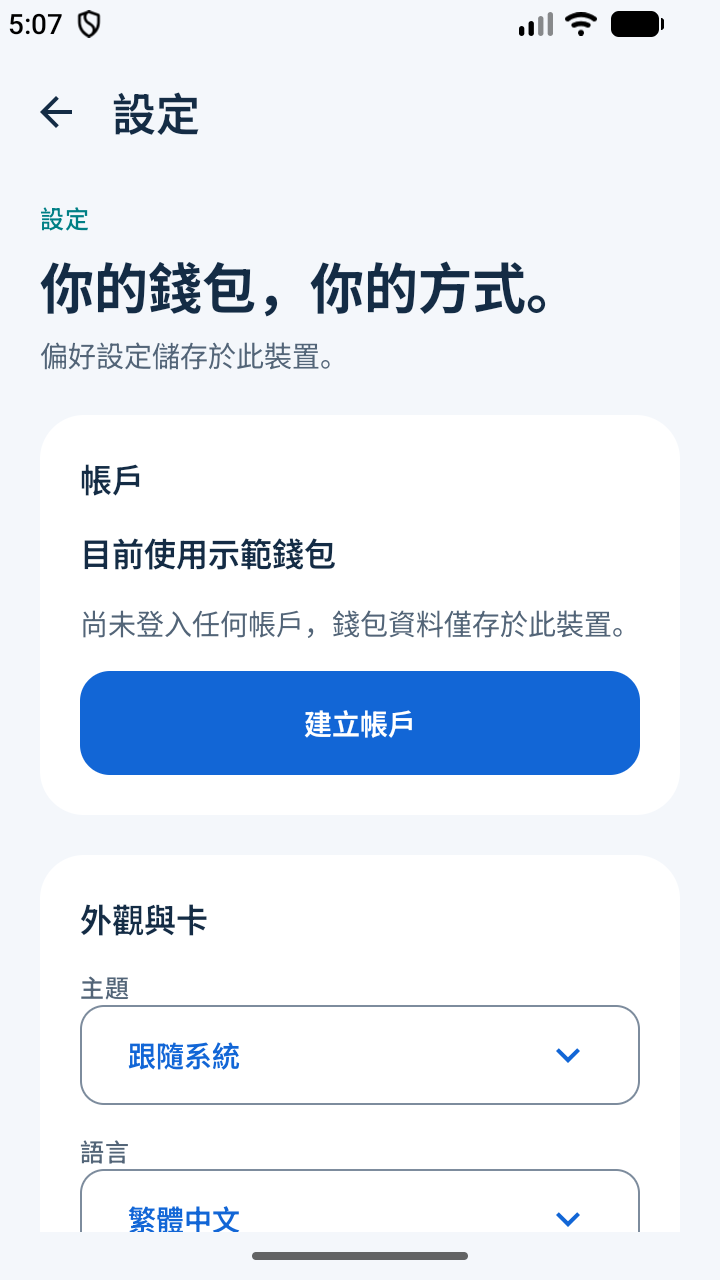 5:07
設定
設定
你的錢包，你的方式。
偏好設定儲存於此裝置。
帳戶
目前使用示範錢包
尚未登入任何帳戶，錢包資料僅存於此裝置。
建立帳戶
外觀與卡
主題
跟隨系統
語言
繁體中文